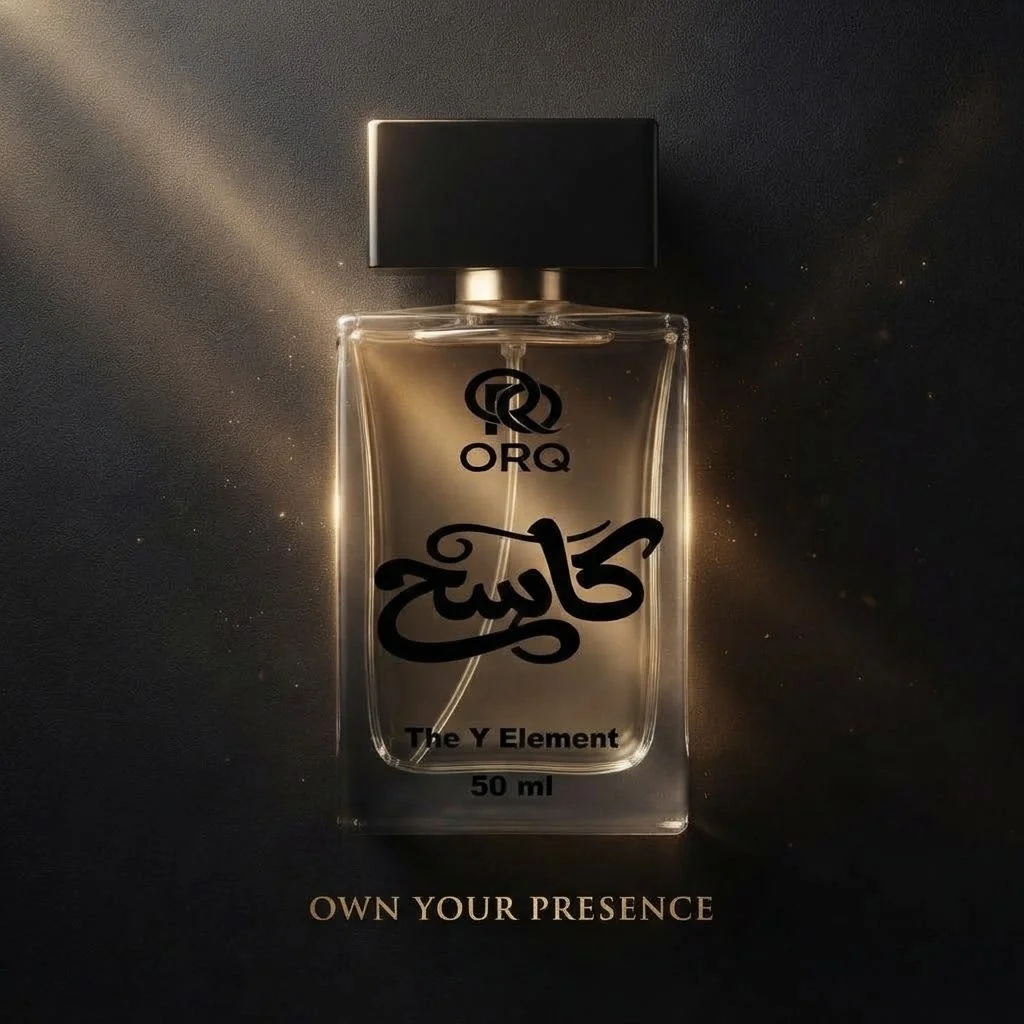 ORQ
كاسح
The Y Element
50 ml
OWN YOUR PRESENCE